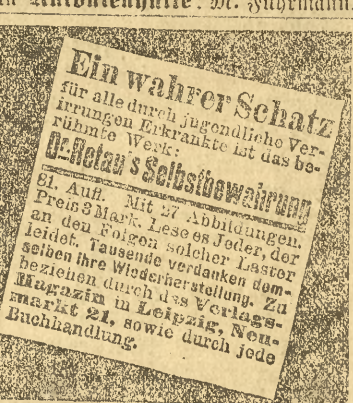 in Antonienhütte. M. Fuhrmann
Ein wahrer Schatz
für alle durch jugendliche Ver-
irrungen Erkrankte ist das be-
rühmte Werk:
Dr. Retau's Selbstbewahrung
81. Aufl. Mit 27 Abbildungen.
Preis 3 Mark. Lese es Jeder, der
an den Folgen solcher Laster
leidet. Tausende verdanken dem-
selben ihre Wiederherstellung. Zu
beziehen durch das Verlags-
Magazin in Leipzig, Neu-
markt 21, sowie durch jede
Buchhandlung.